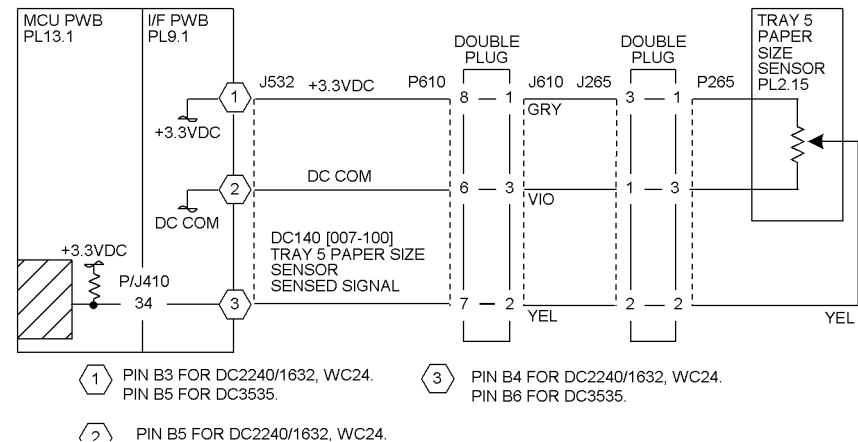 MCU PWB
PL13.1
I/F PWB
PL9.1
TRAY 5
PAPER
SIZE
SENSOR
PL2.15
DOUBLE
PLUG
DOUBLE
PLUG
1
J532
+3.3VDC
P610
8
1
J610
J265
3
1
P265
GRY
+3.3VDC
2
DC COM
6
3
1
3
VIO
DC COM
DC140 [007-100]
TRAY 5 PAPER SIZE
SENSOR
SENSED SIGNAL
+3.3VDC
P/J410
34
3
7
2
2
2
YEL
YEL
1
PIN B3 FOR DC2240/1632, WC24.
PIN B5 FOR DC3535.
3
PIN B4 FOR DC2240/1632, WC24.
PIN B6 FOR DC3535.
2
PIN B5 FOR DC2240/1632, WC24.